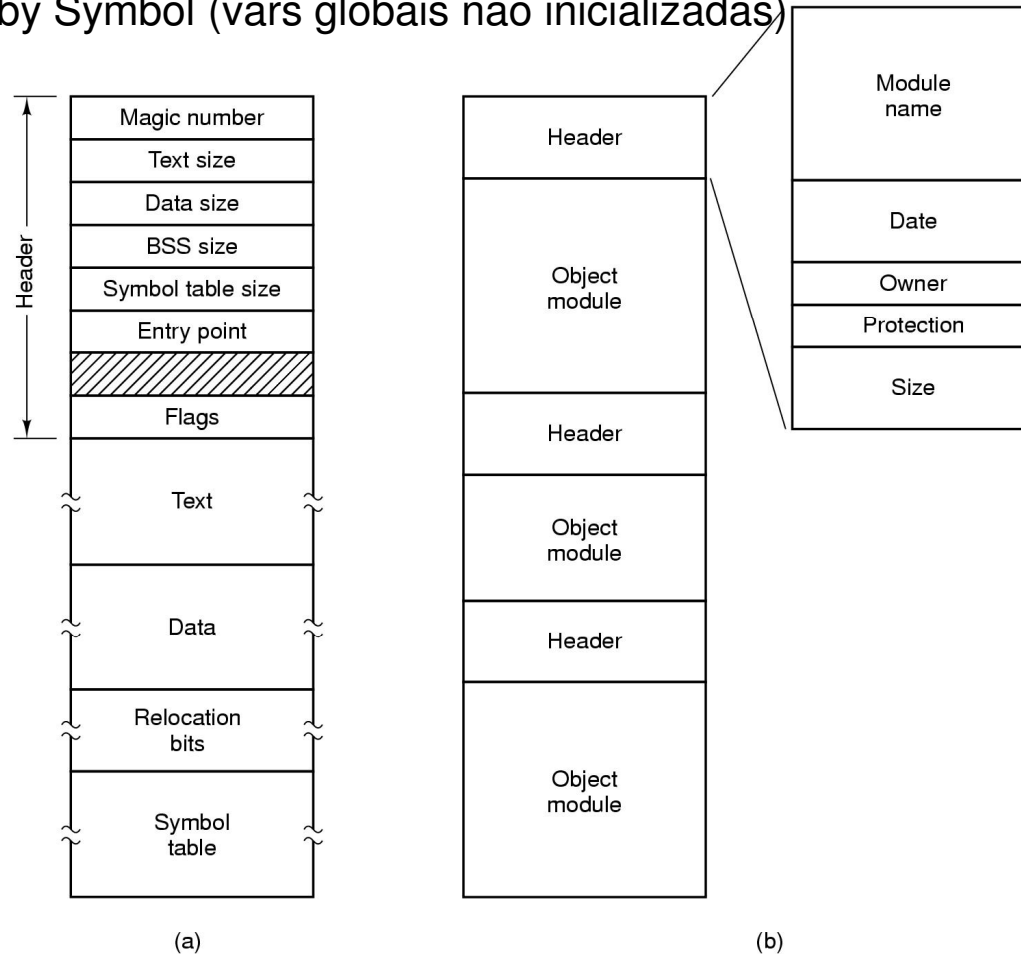 by Symbol (vars globais nao inicializadas)
Header
Magic number
Text size
Data size
BSS size
Symbol table size
Entry point
Flags
Text
Data
Relocation
bits
Symbol
table
(a)
Header
Object
module
Header
Object
module
Header
Object
module
Module
name
Date
Owner
Protection
Size
(b)